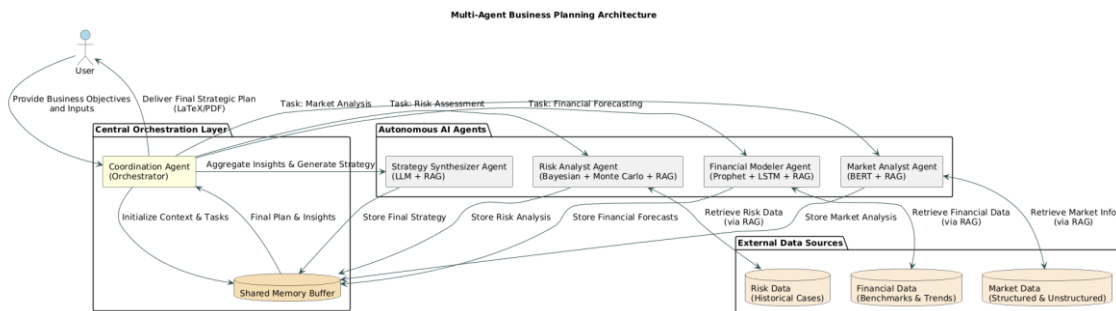 Multi-Agent Business Planning Architecture
User
Provide Business Objectives
and Inputs
Deliver Final Strategic Plan
(LaTeX/PDF)
Task: Market Analysis
Task: Risk Assessment
Task: Financial Forecasting
Central Orchestration Layer
Autonomous AI Agents
Coordination Agent
(Orchestrator)
Aggregate Insights & Generate Strategy
Strategy Synthesizer Agent
(LLM + RAG)
Risk Analyst Agent
(Bayesian + Monte Carlo + RAG)
Financial Modeler Agent
(Prophet + LSTM + RAG)
Market Analyst Agent
(BERT + RAG)
Initialize Context & Tasks
Final Plan & Insights
Store Final Strategy
Store Risk Analysis
Store Financial Forecasts
Retrieve Risk Data
(via RAG)
Store Market Analysis
Retrieve Financial Data
(via RAG)
Retrieve Market Info
(via RAG)
External Data Sources
Shared Memory Buffer
Risk Data
(Historical Cases)
Financial Data
(Benchmarks & Trends)
Market Data
(Structured & Unstructured)